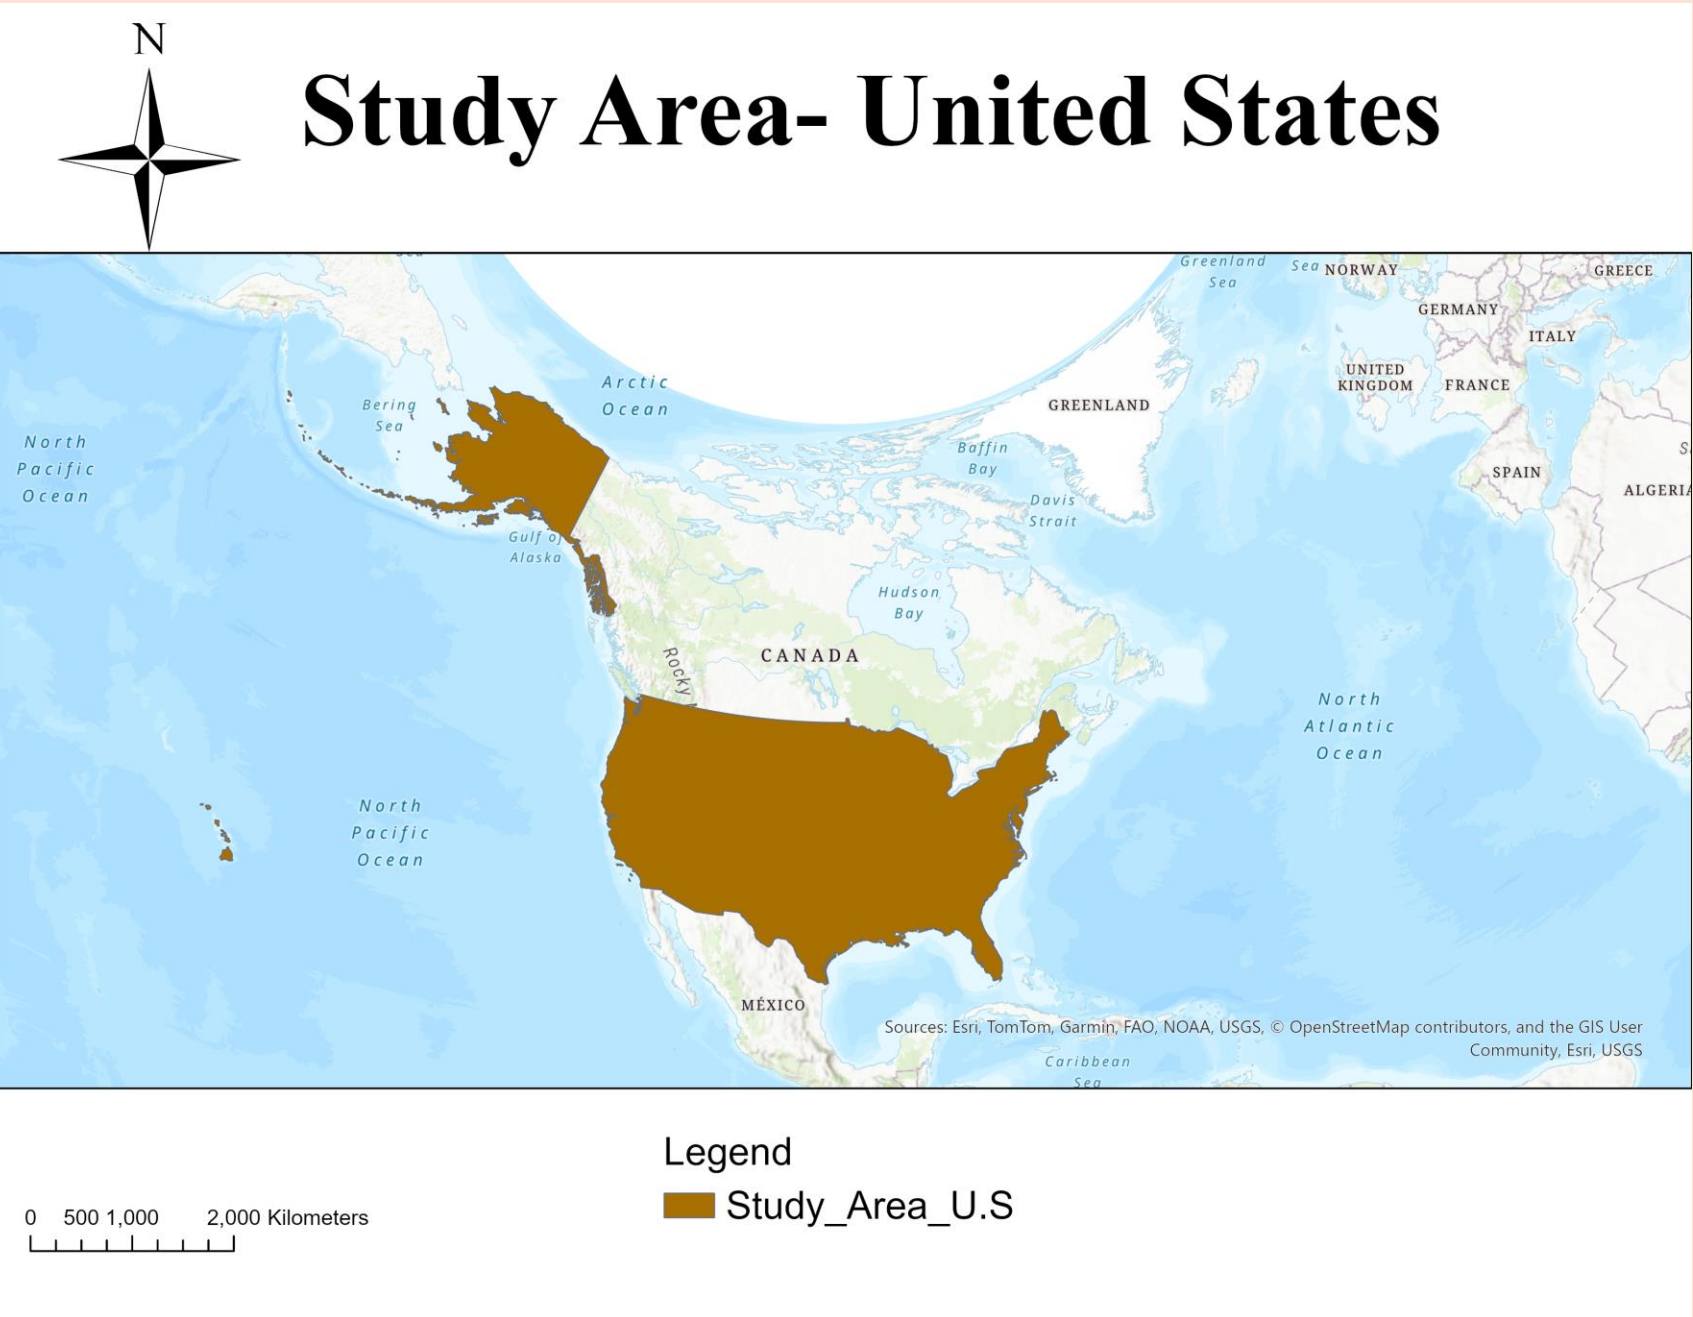 N
Study Area- United States
Greenland
Sea
Sea
NORWAY
GREECE
GERMANY
ITALY
UNITED
KINGDOM
FRANCE
Arctic
Ocean
GREENLAND
Bering
Sea
North
Pacific
Ocean
Baffin
Bay
SPAIN
ALGERIA
Davis
Strait
Gulf of
Alaska
Hudson
Bay
CANADA
Rocky
North
Atlantic
Ocean
North
Pacific
Ocean
MÉXICO
Sources: Esri, TomTom, Garmin, FAO, NOAA, USGS, © OpenStreetMap contributors, and the GIS User
Community, Esri, USGS
Caribbean
Sea
Legend
Study_Area_U.S
0 500 1,000 2,000 Kilometers